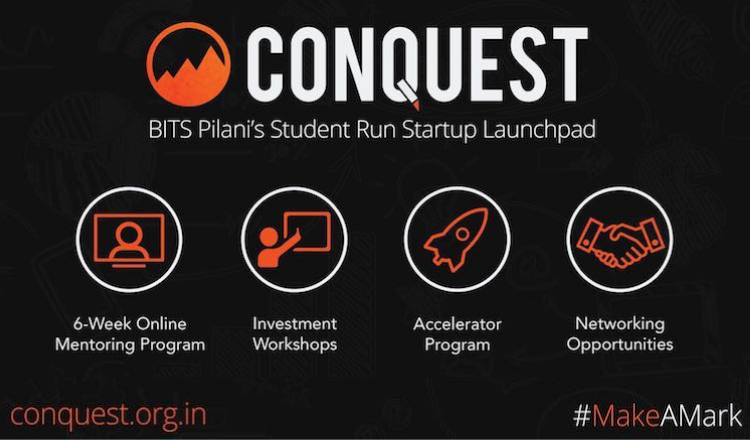 CONQUEST
BITS Pilani's Student Run Startup Launchpad
6-Week Online
Mentoring Program
Investment
Workshops
Accelerator
Program
Networking
Opportunities
conquest.org.in
#MakeAMark